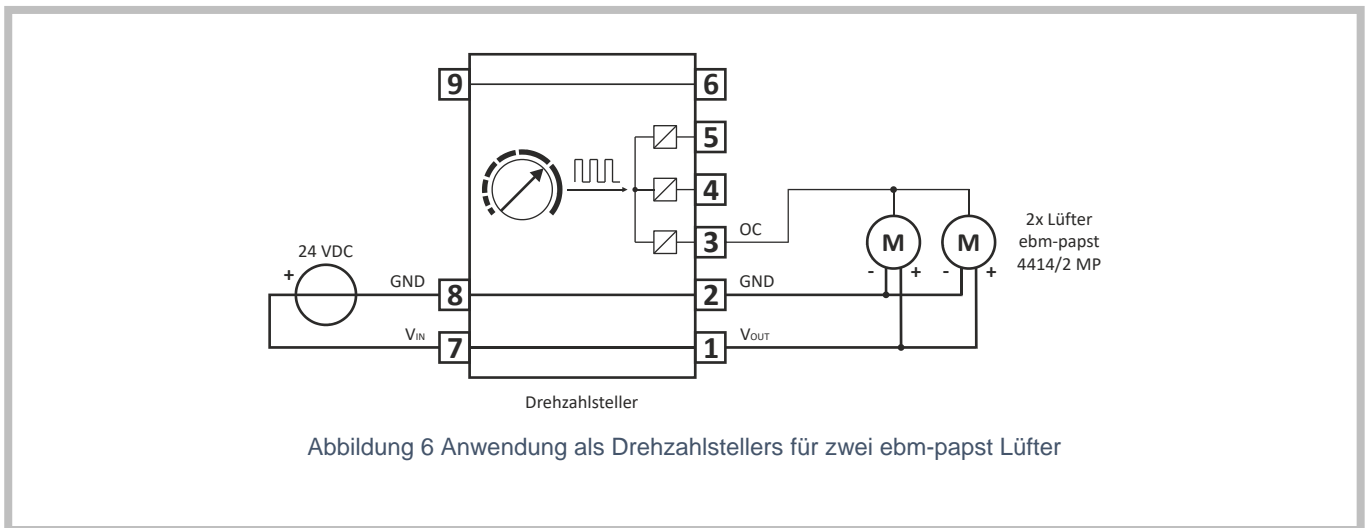 9
6
5
4
3 OC
M M
2x Lüfter
ebm-papst
4414/2 MP
- + - +
24 VDC
+
GND 8
2 GND
VIN 7
1 VOUT
Drehzahlsteller
Abbildung 6 Anwendung als Drehzahlstellers für zwei ebm-papst Lüfter